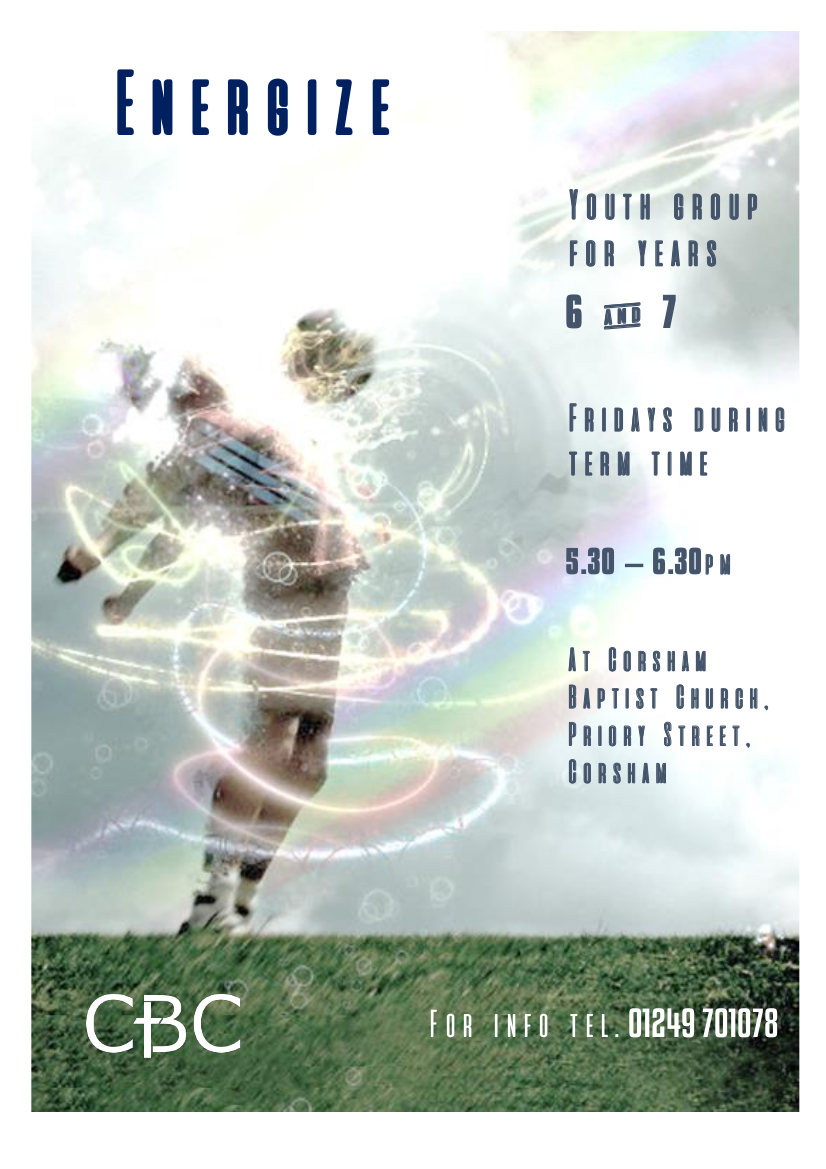 Energize
Youth group
for years
6 and 7
Fridays during
term time
5.30 – 6.30pm
At Corsham
Baptist Church,
Priory Street,
Corsham
CBC
For info tel. 01249 701078